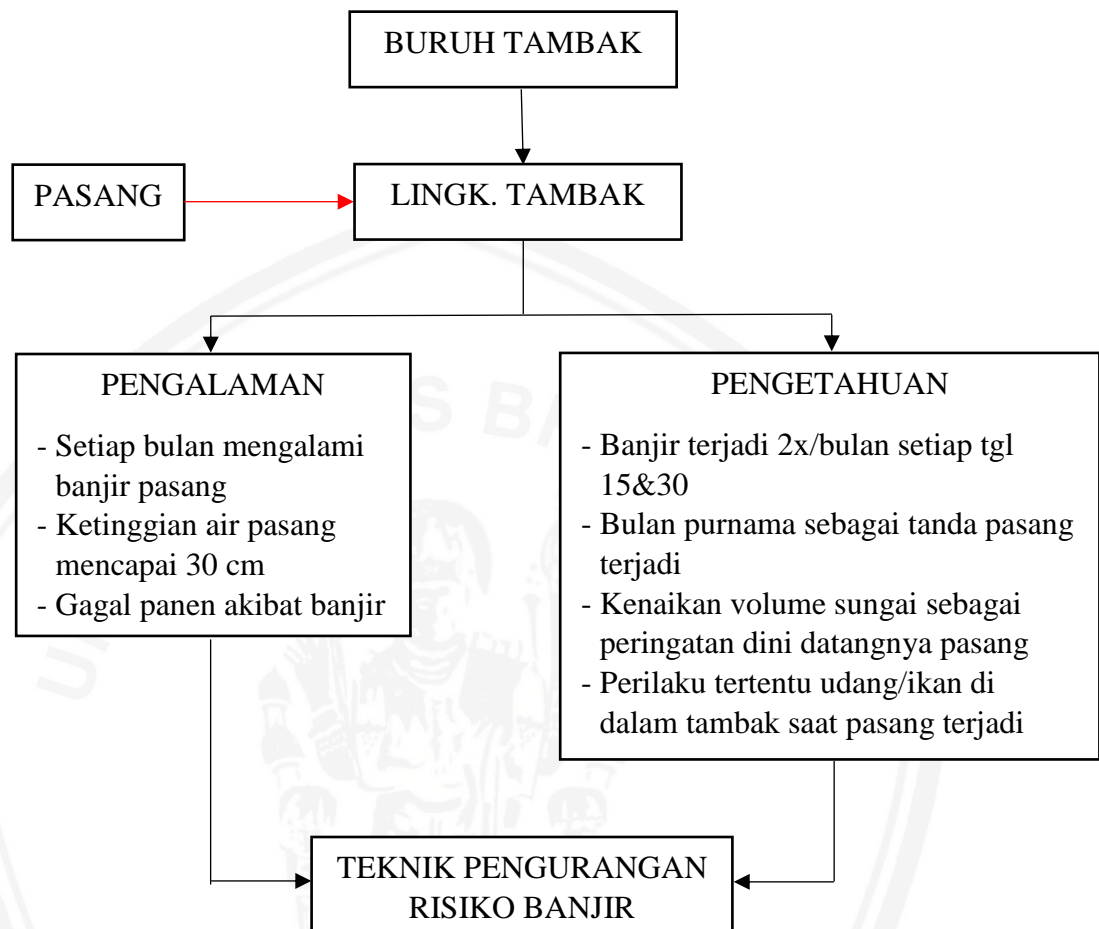 BURUH TAMBAK
PASANG
LINGK. TAMBAK
PENGALAMAN
- Setiap bulan mengalami
banjir pasang
- Ketinggian air pasang
mencapai 30 cm
- Gagal panen akibat banjir
PENGETAHUAN
- Banjir terjadi 2x/bulan setiap tgl
15&30
- Bulan purnama sebagai tanda pasang
terjadi
- Kenaikan volume sungai sebagai
peringatan dini datangnya pasang
- Perilaku tertentu udang/ikan di
dalam tambak saat pasang terjadi
TEKNIK PENGURANGAN
RISIKO BANJIR